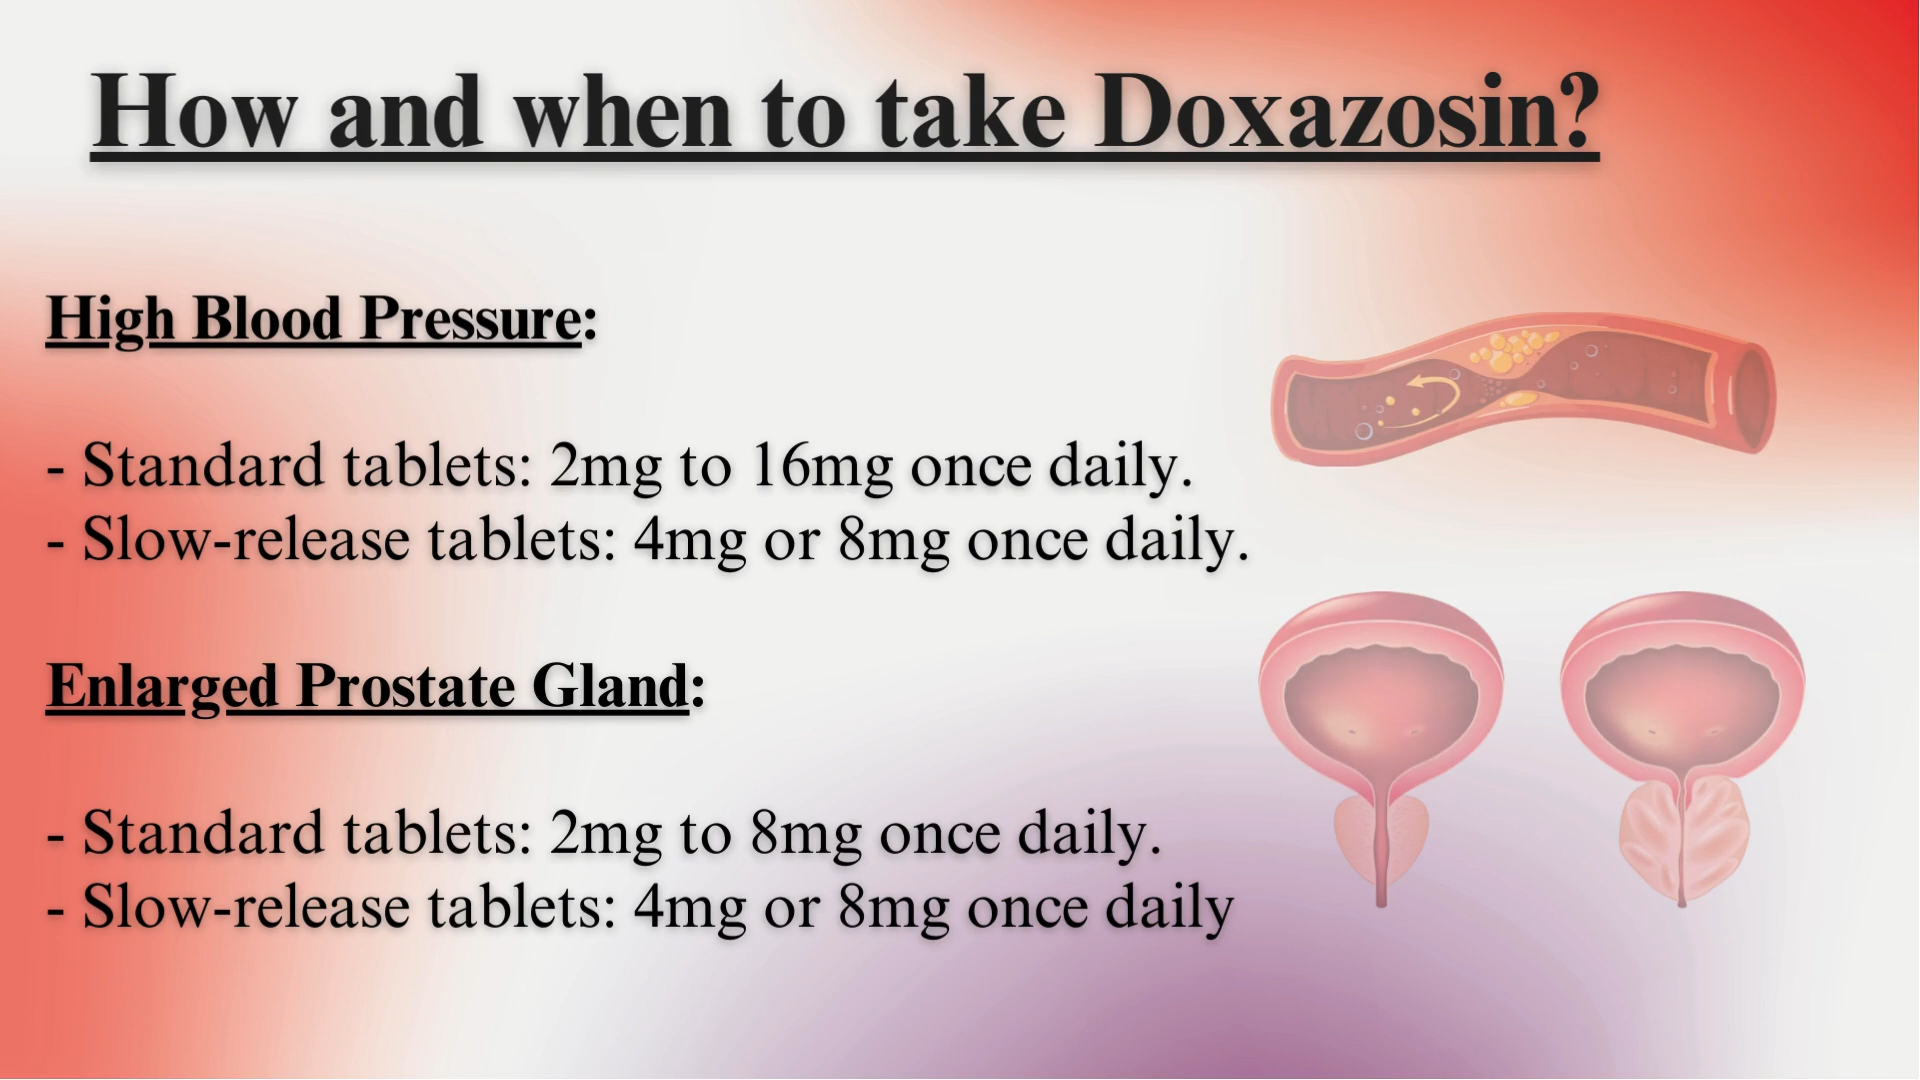 How and when to take Doxazosin?
High Blood Pressure:
- Standard tablets: 2mg to 16mg once daily.
- Slow-release tablets: 4mg or 8mg once daily.
Enlarged Prostate Gland:
- Standard tablets: 2mg to 8mg once daily.
- Slow-release tablets: 4mg or 8mg once daily